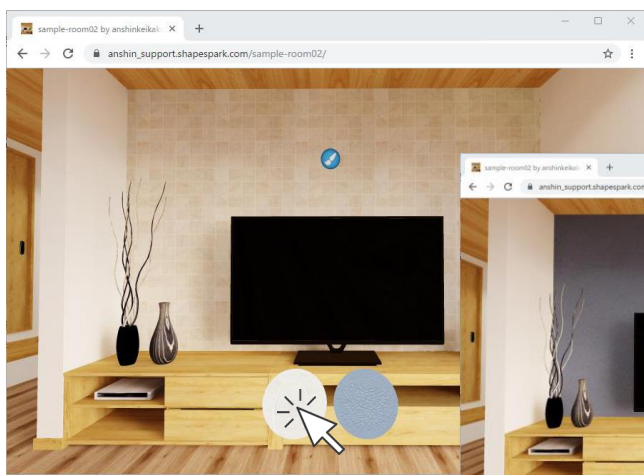 sample-room02 by anshinkeikak
anshin_support.shapespark.com/sample-room02/
sample-room02 by anshinkeikak
anshin_support.shapespark.com